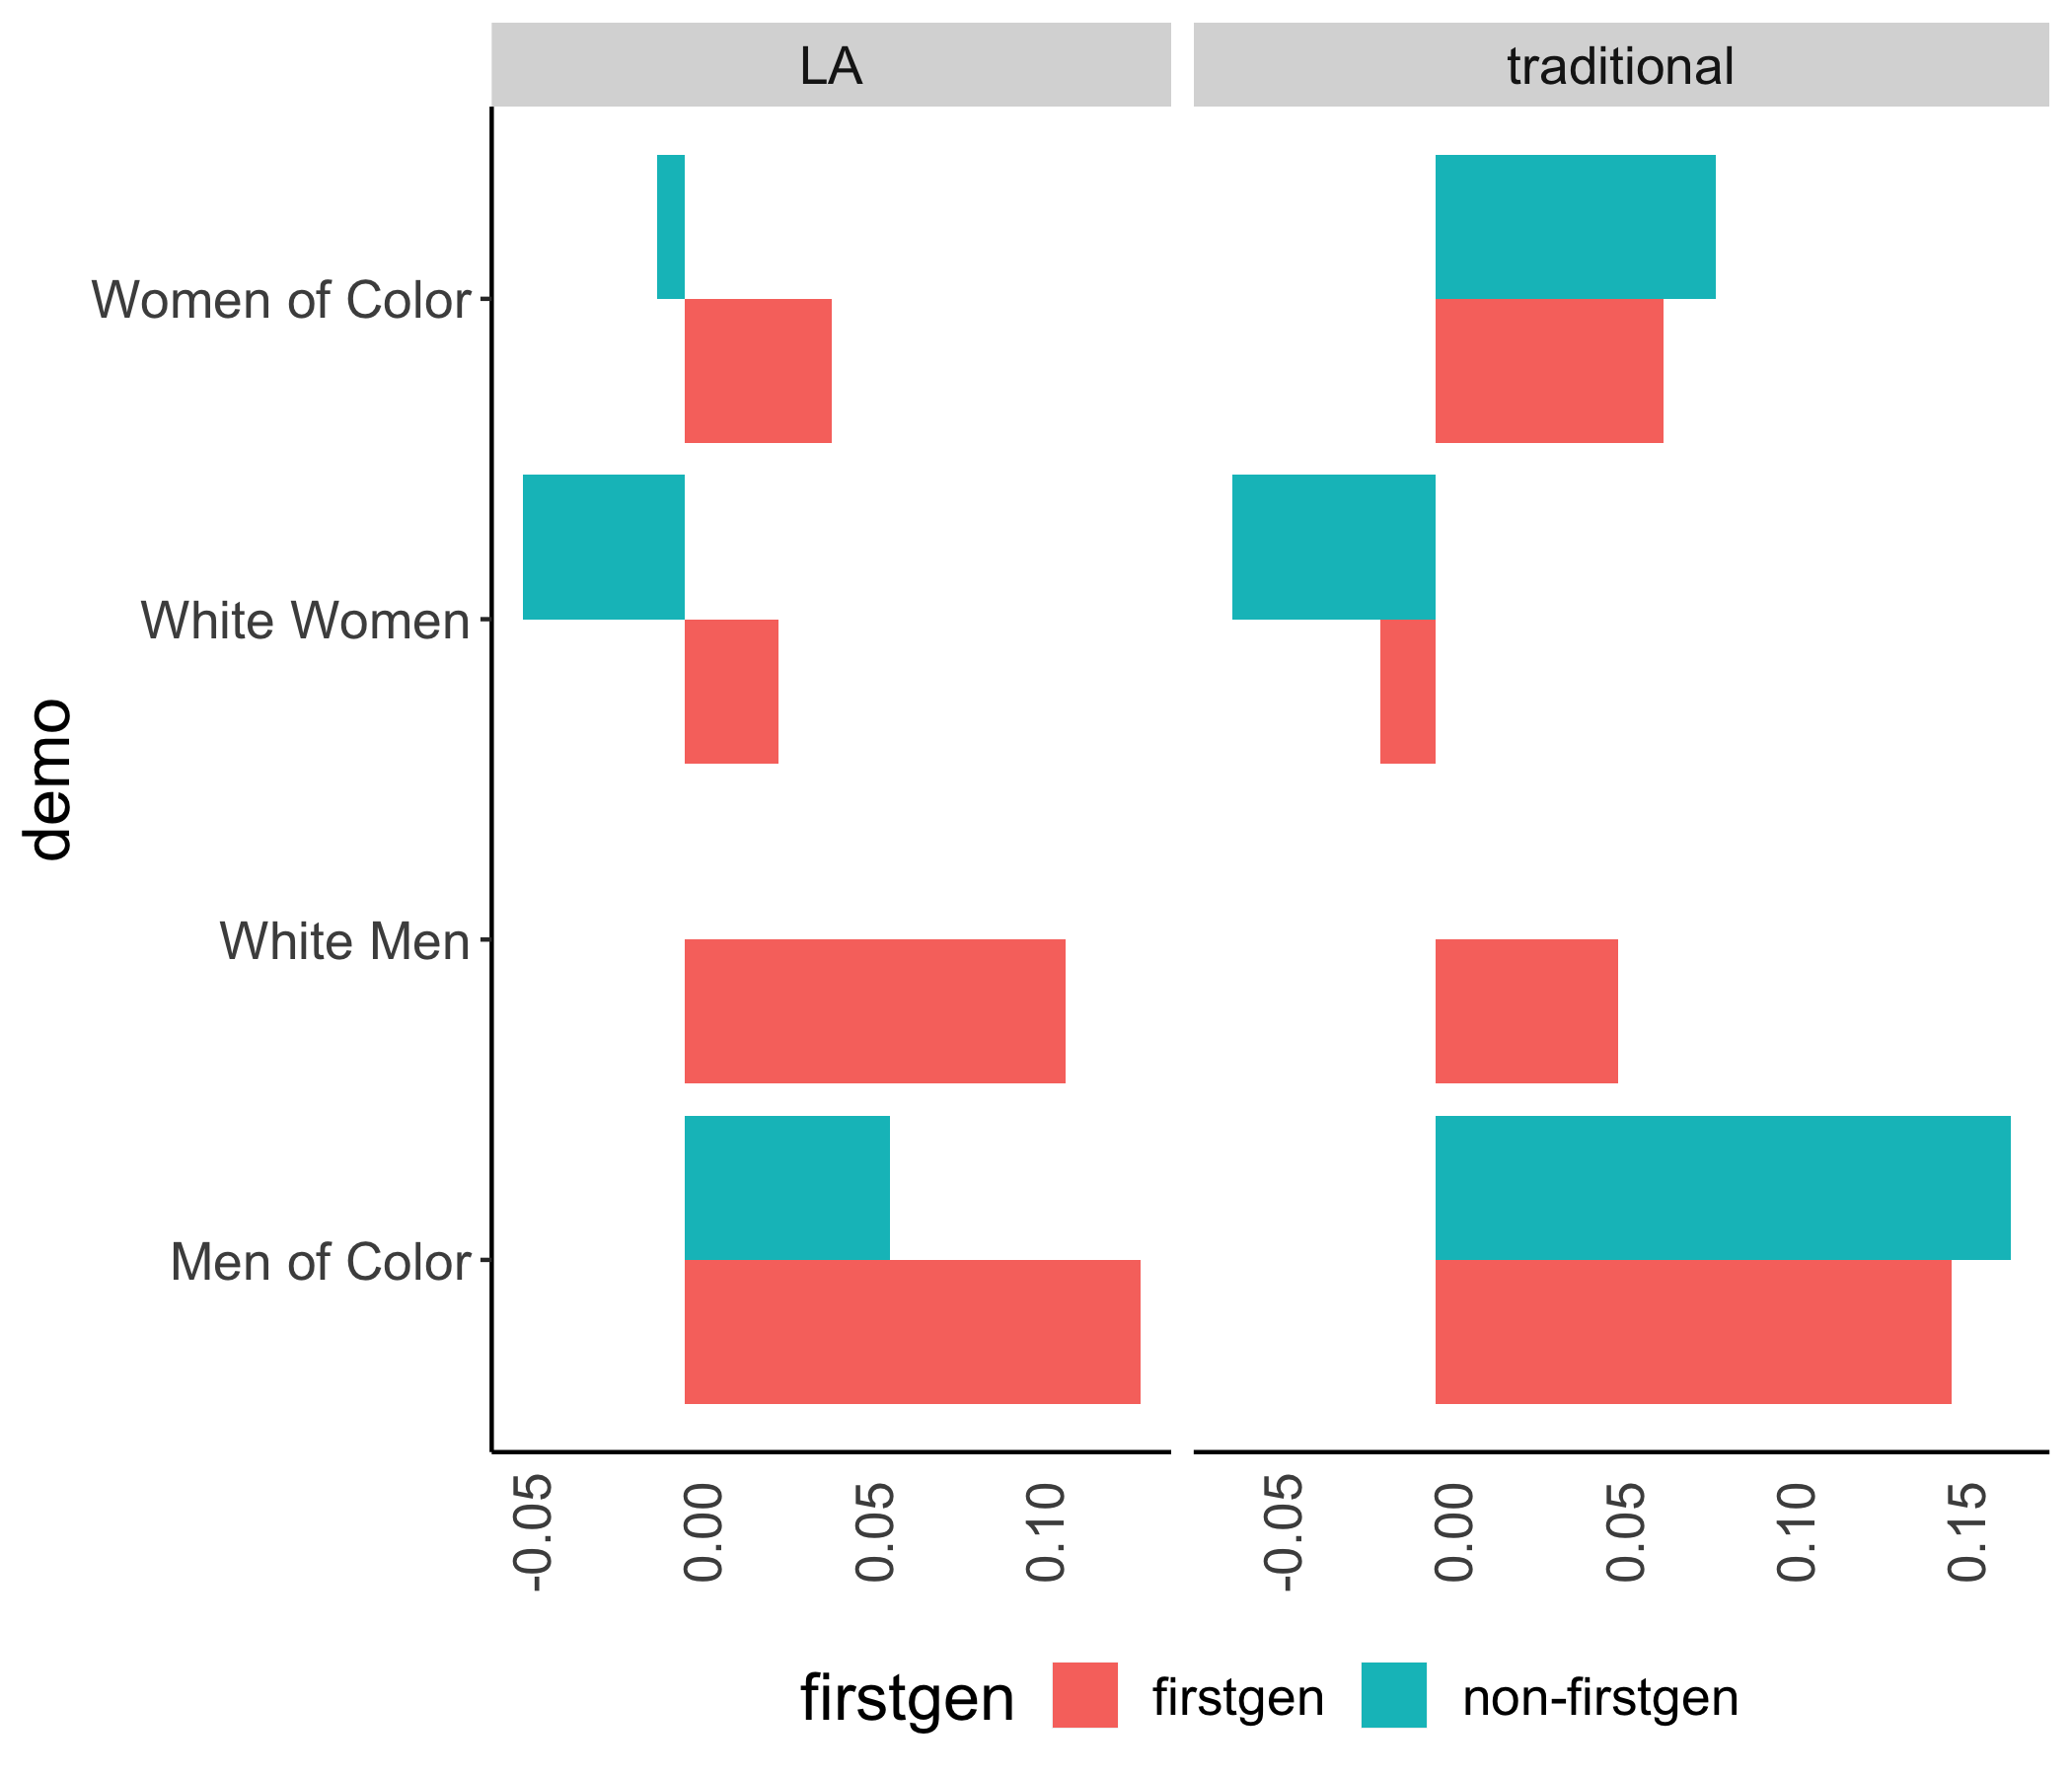 LA
traditional
demo
Women of Color
White Women
White Men
Men of Color
-0.05
0.00
0.05
0.10
-0.05
0.00
0.05
0.10
0.15
firstgen
firstgen
non-firstgen